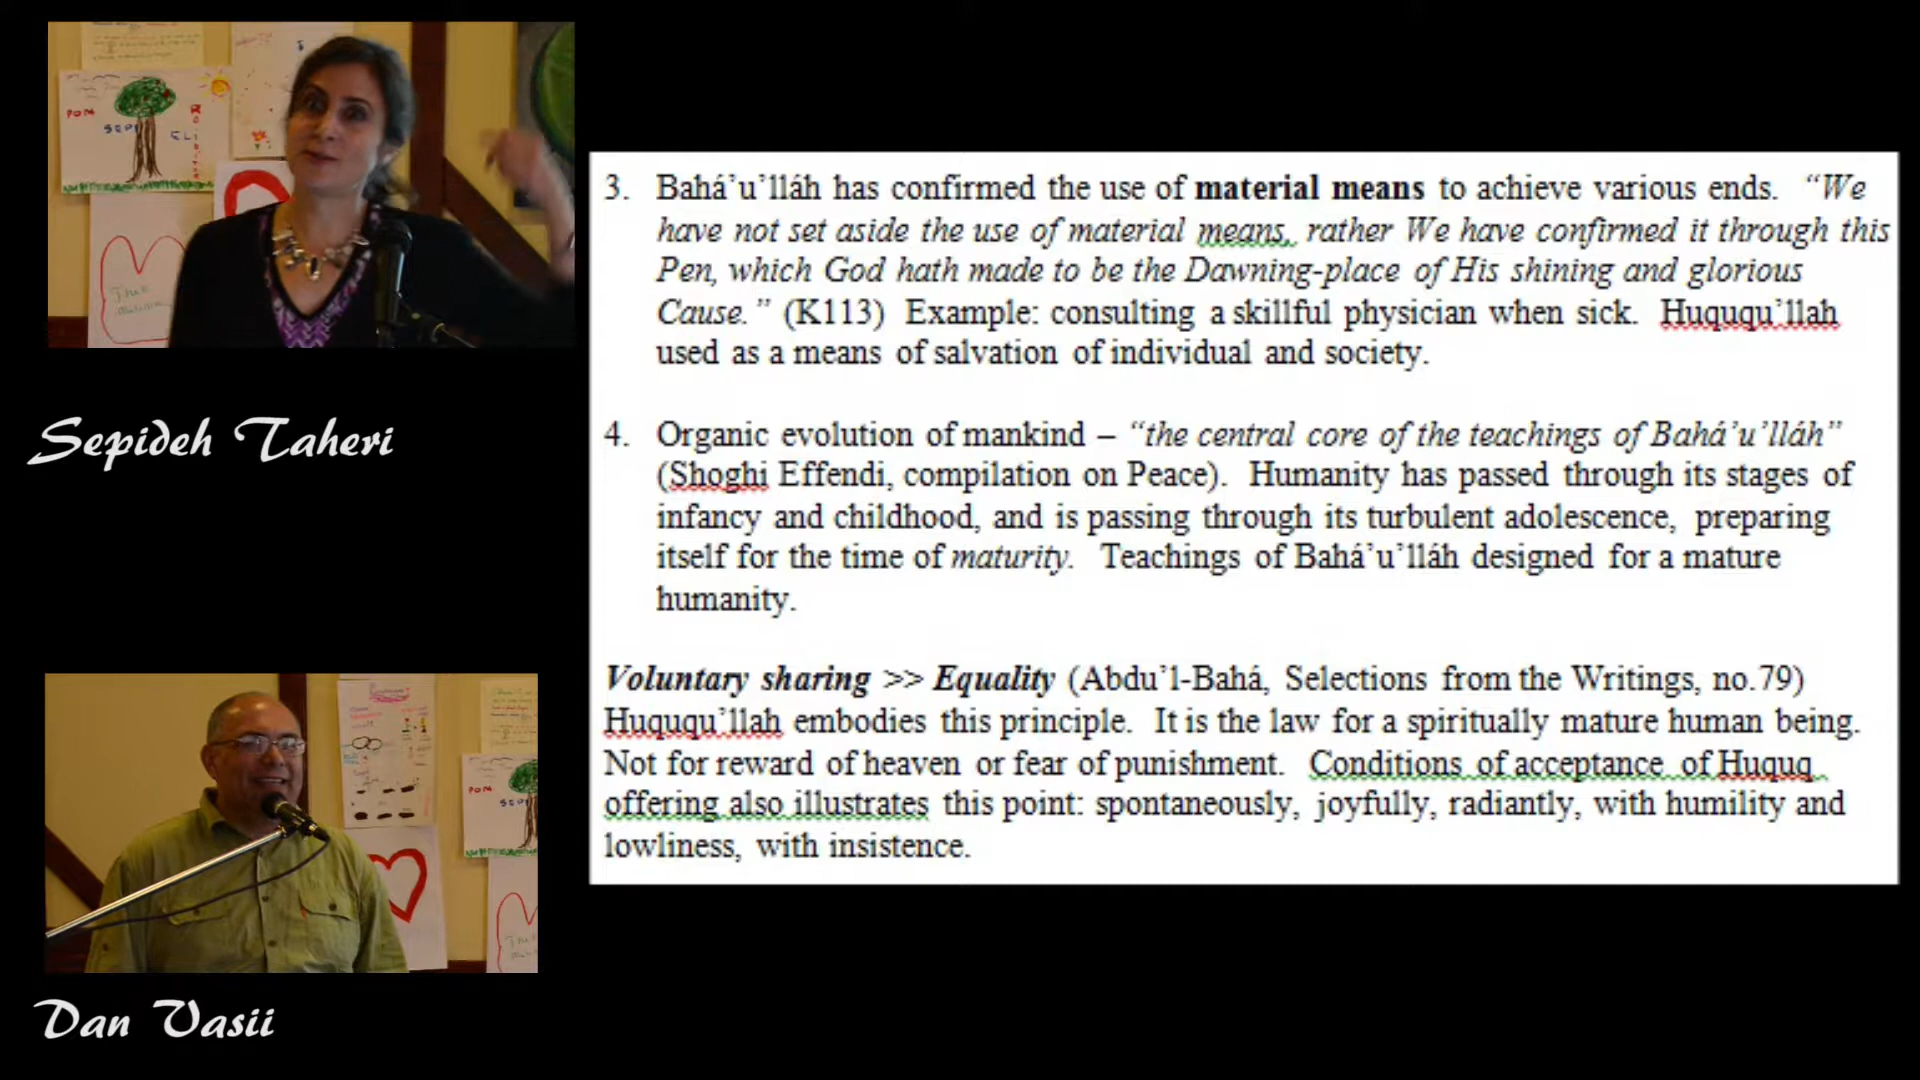 POM
SEPI
ELI
Sepideh Taheri
POM
SEPI
Dan Vasii
3. Bahá’u’lláh has confirmed the use of material means to achieve various ends. “We
have not set aside the use of material means, rather We have confirmed it through this
Pen, which God hath made to be the Dawning-place of His shining and glorious
Cause.” (K113) Example: consulting a skillful physician when sick. Huququ’llah
used as a means of salvation of individual and society.
4. Organic evolution of mankind – “the central core of the teachings of Bahá’u’lláh”
(Shoghi Effendi, compilation on Peace). Humanity has passed through its stages of
infancy and childhood, and is passing through its turbulent adolescence, preparing
itself for the time of maturity. Teachings of Bahá’u’lláh designed for a mature
humanity.
Voluntary sharing >> Equality (Abdu’l-Bahá, Selections from the Writings, no.79)
Huququ’llah embodies this principle. It is the law for a spiritually mature human being.
Not for reward of heaven or fear of punishment. Conditions of acceptance of Huquq
offering also illustrates this point: spontaneously, joyfully, radiantly, with humility and
lowliness, with insistence.